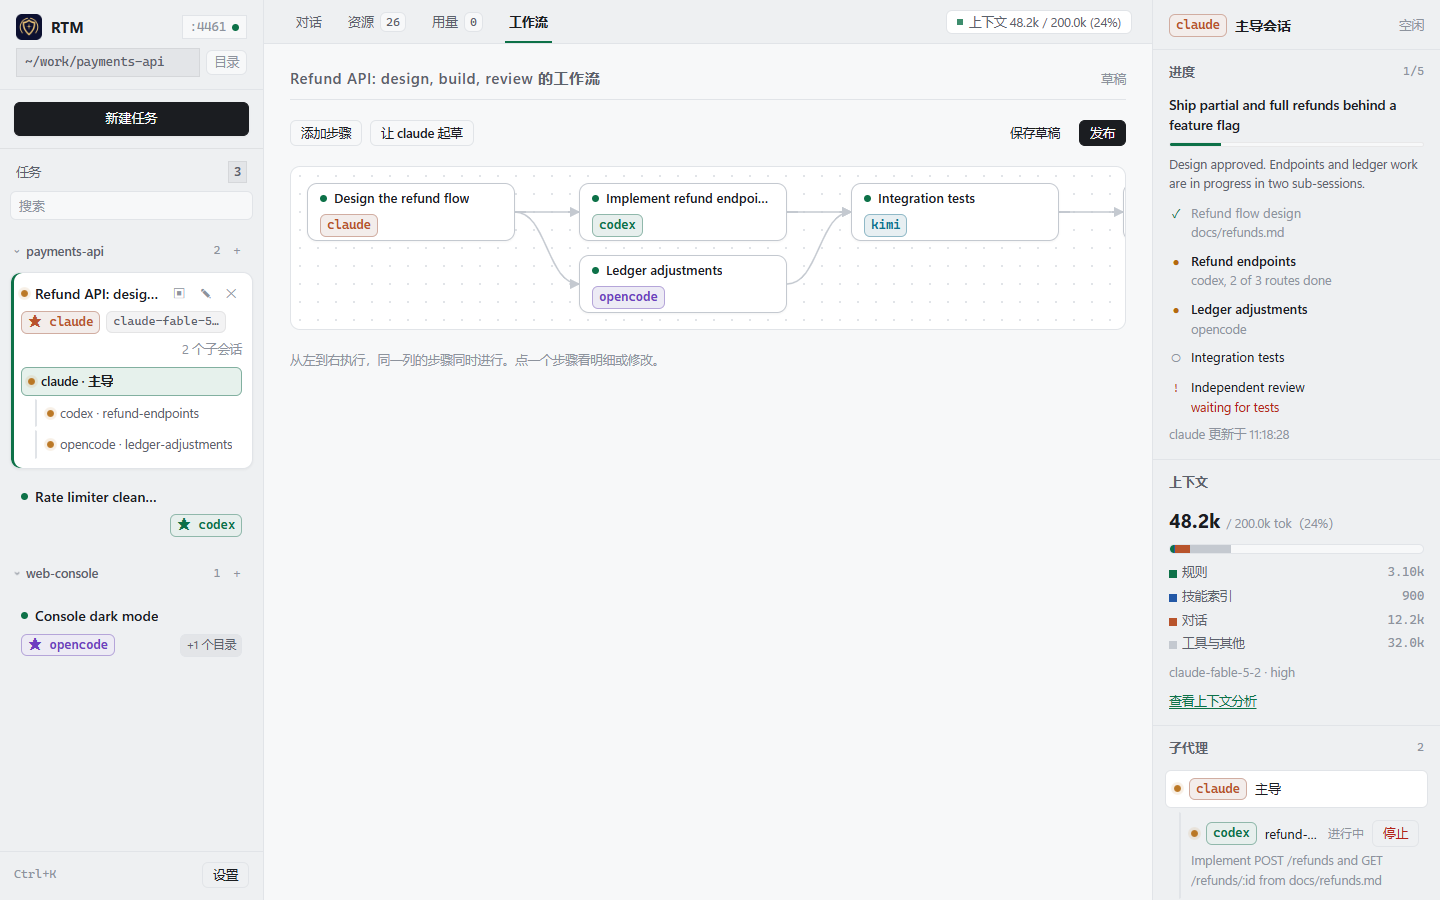 RTM
:4461
~/work/payments-api
目录
新建任务
任务
3
搜索
payments-api
2
+
Refund API: desig...
claude
claude-fable-5...
2 个子会话
claude · 主导
codex · refund-endpoints
opencode · ledger-adjustments
Rate limiter clean...
codex
web-console
1
+
Console dark mode
opencode
+1 个目录
Ctrl+K
设置
对话
资源 26
用量 0
工作流
上下文 48.2k / 200.0k (24%)
Refund API: design, build, review 的工作流
草稿
添加步骤
让 claude 起草
保存草稿
发布
Design the refund flow
claude
Implement refund endpoi...
codex
Integration tests
kimi
Ledger adjustments
opencode
从左到右执行，同一列的步骤同时进行。点一个步骤看明细或修改。
claude 主导会话
空闲
进度
1/5
Ship partial and full refunds behind a
feature flag
Design approved. Endpoints and ledger work
are in progress in two sub-sessions.
✓ Refund flow design
docs/refunds.md
Refund endpoints
codex, 2 of 3 routes done
Ledger adjustments
opencode
Integration tests
! Independent review
waiting for tests
claude 更新于 11:18:28
上下文
48.2k / 200.0k tok (24%)
规则 3.10k
技能索引 900
对话 12.2k
工具与其他 32.0k
claude-fable-5-2 · high
查看上下文分析
子代理
2
claude 主导
codex refund-... 进行中 停止
Implement POST /refunds and GET
/refunds/:id from docs/refunds.md